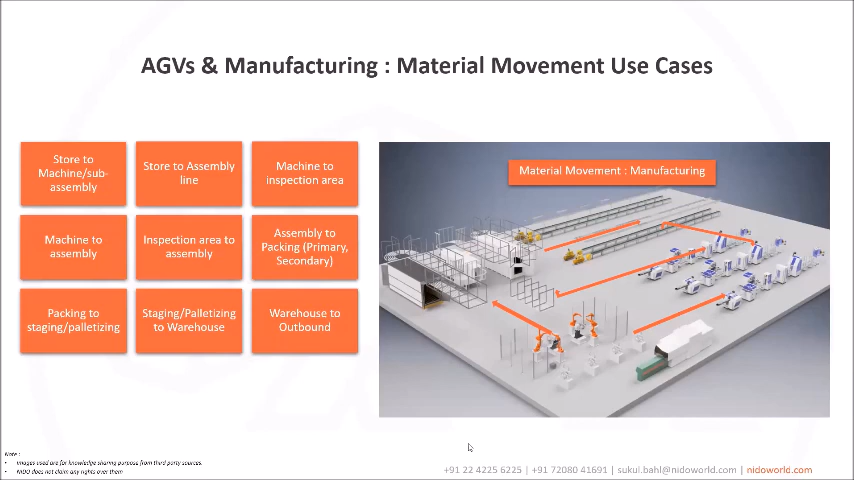 AGVs & Manufacturing : Material Movement Use Cases
Store to
Machine/sub-
assembly
Store to Assembly
line
Machine to
inspection area
Machine to
assembly
Inspection area to
assembly
Assembly to
Packing (Primary,
Secondary)
Packing to
staging/palletizing
Staging/Palletizing
to Warehouse
Warehouse to
Outbound
Material Movement : Manufacturing
Note :
• Images used are for knowledge sharing purpose from third party sources.
• NIDO does not claim any rights over them
+91 22 4225 6225 | +91 72080 41691 | sukul.bahl@nidoworld.com | nidoworld.com